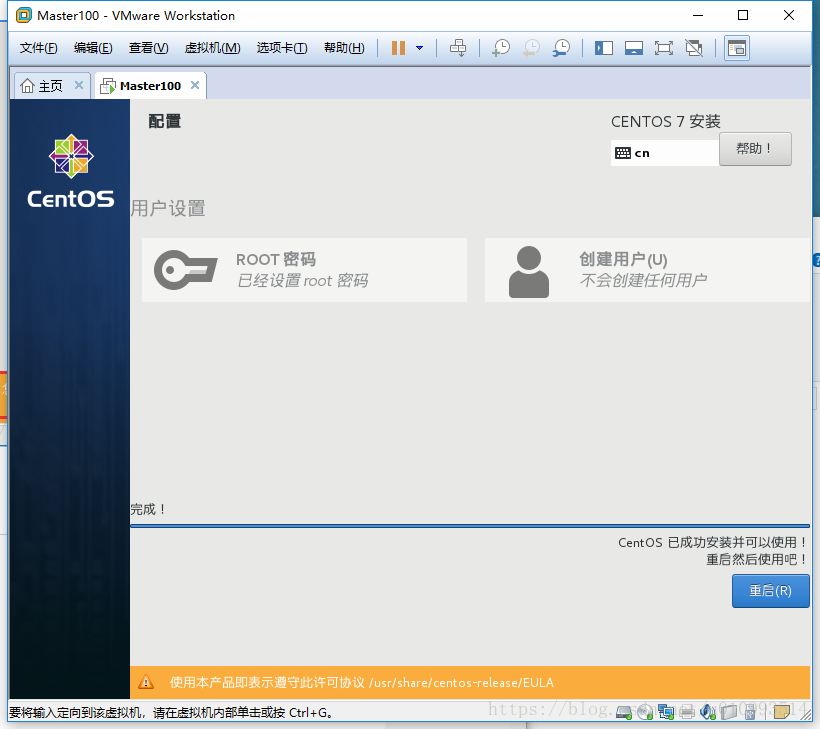 Master100 - VMware Workstation
文件(F) 编辑(E) 查看(V) 虚拟机(M) 选项卡(T) 帮助(H)
主页 Master100
配置
CENTOS 7 安装
cn 帮助！
CentOS
用户设置
ROOT 密码
已经设置 root 密码
创建用户(U)
不会创建任何用户
完成！
CentOS 已成功安装并可以使用！
重启然后使用吧！
重启(R)
使用本产品即表示遵守此许可协议 /usr/share/centos-release/EULA
要将输入定向到该虚拟机，请在虚拟机内部单击或按 Ctrl+G。
https://blog.